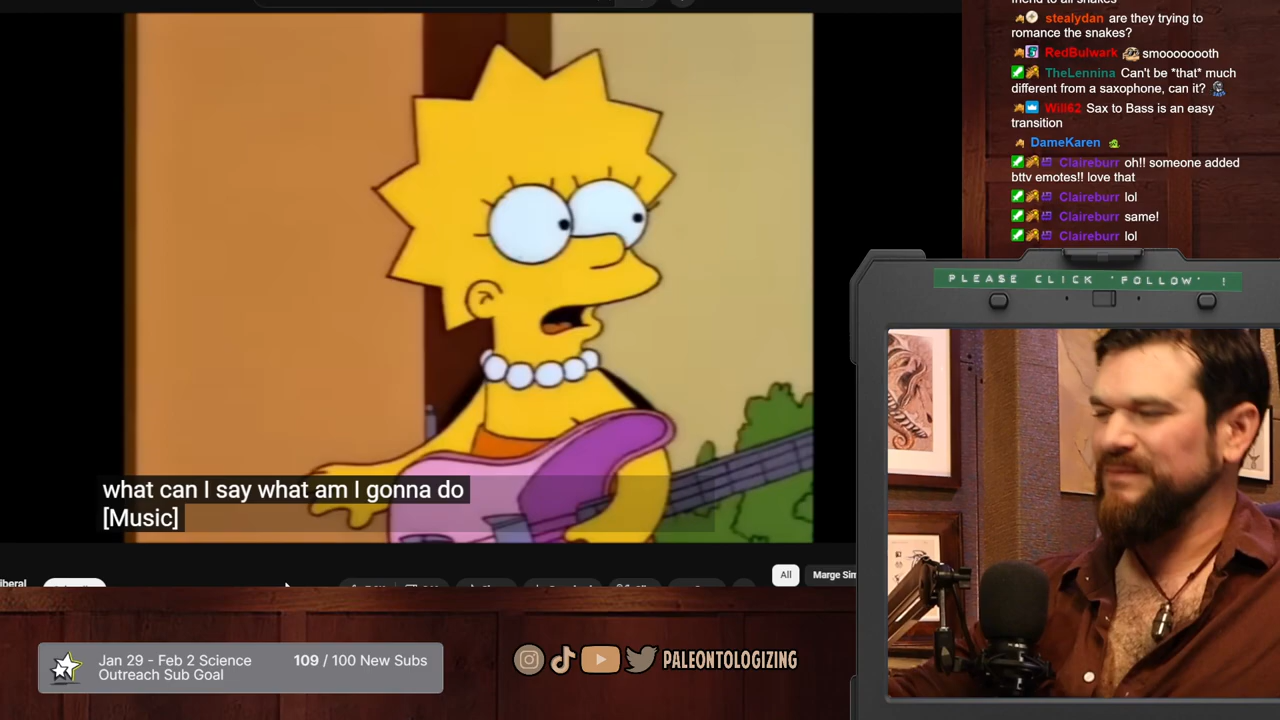 stealydan are they trying to
romance the snakes?
RedBulwark smooooooth
TheLennina Can't be *that* much
different from a saxophone, can it?
Will62 Sax to Bass is an easy
transition
DameKaren
Claireburr oh!! someone added
bttv emotes!! love that
Claireburr lol
Claireburr same!
Claireburr lol
PLEASE CLICK 'FOLLOW' !
what can I say what am I gonna do
[Music]
All
Marge Sim
Jan 29 - Feb 2 Science
Outreach Sub Goal
109 / 100 New Subs
PALEONTOLOGIZING